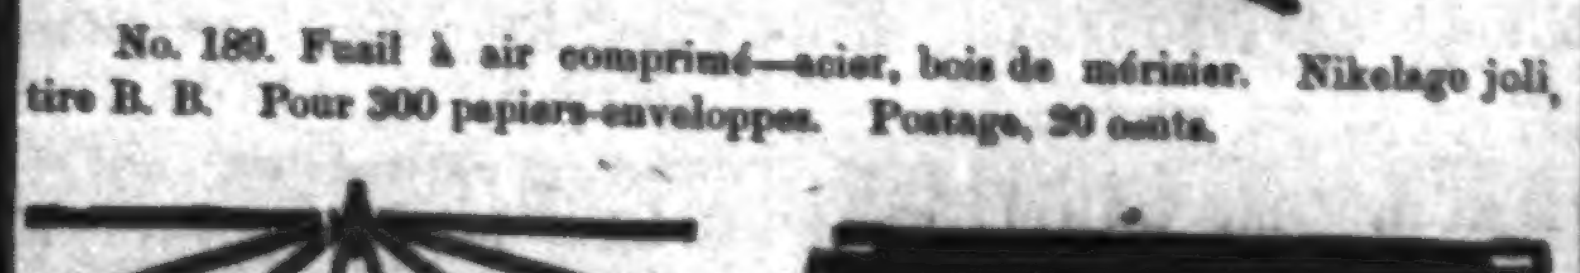 No. 189. Fusil à air comprimé—acier, bois de mérisier. Nikelage joli,
tire B. B. Pour 300 papiers-enveloppes. Postage, 20 cents.